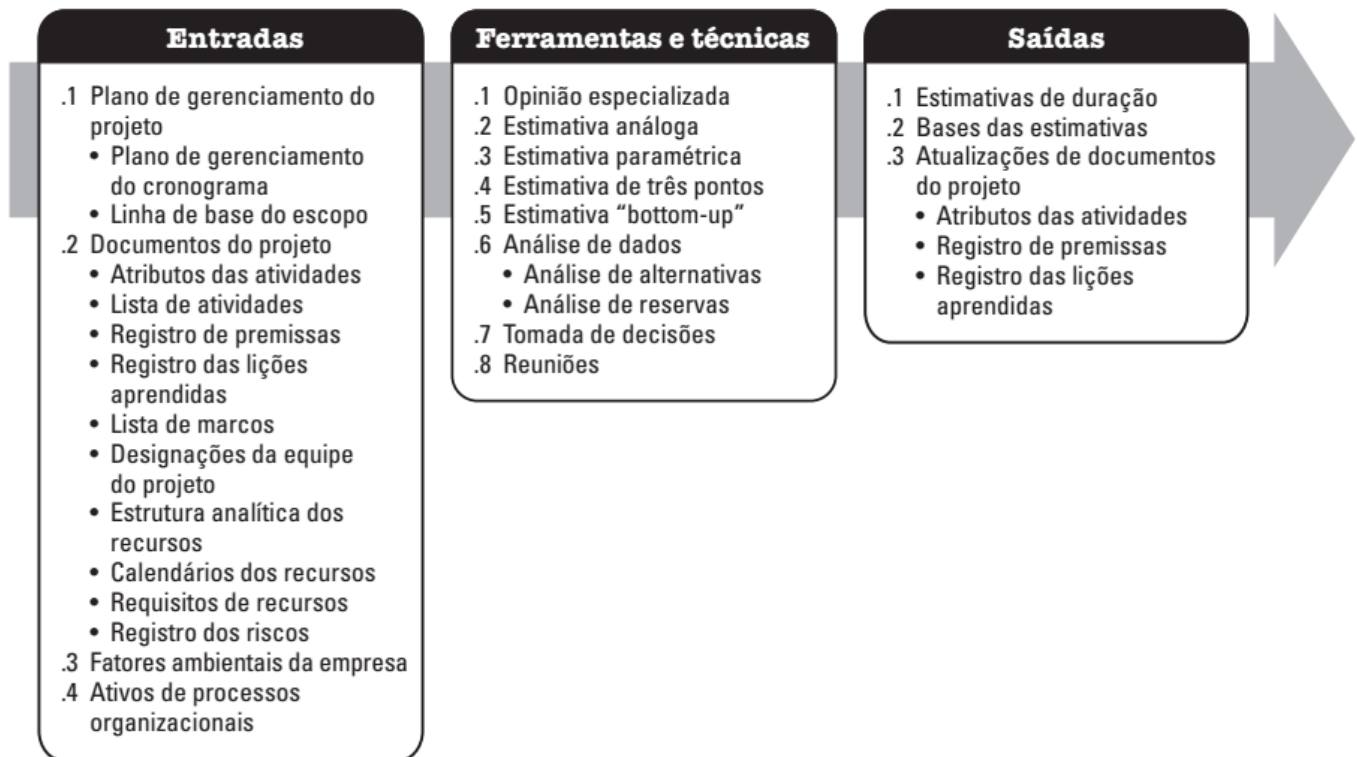 Entradas
.1 Plano de gerenciamento do
projeto
• Plano de gerenciamento
do cronograma
• Linha de base do escopo
.2 Documentos do projeto
• Atributos das atividades
• Lista de atividades
• Registro de premissas
• Registro das lições
aprendidas
• Lista de marcos
• Designações da equipe
do projeto
• Estrutura analítica dos
recursos
• Calendários dos recursos
• Requisitos de recursos
• Registro dos riscos
.3 Fatores ambientais da empresa
.4 Ativos de processos
organizacionais
Ferramentas e técnicas
.1 Opinião especializada
.2 Estimativa análoga
.3 Estimativa paramétrica
.4 Estimativa de três pontos
.5 Estimativa “bottom-up”
.6 Análise de dados
• Análise de alternativas
• Análise de reservas
.7 Tomada de decisões
.8 Reuniões
Saídas
.1 Estimativas de duração
.2 Bases das estimativas
.3 Atualizações de documentos
do projeto
• Atributos das atividades
• Registro de premissas
• Registro das lições
aprendidas